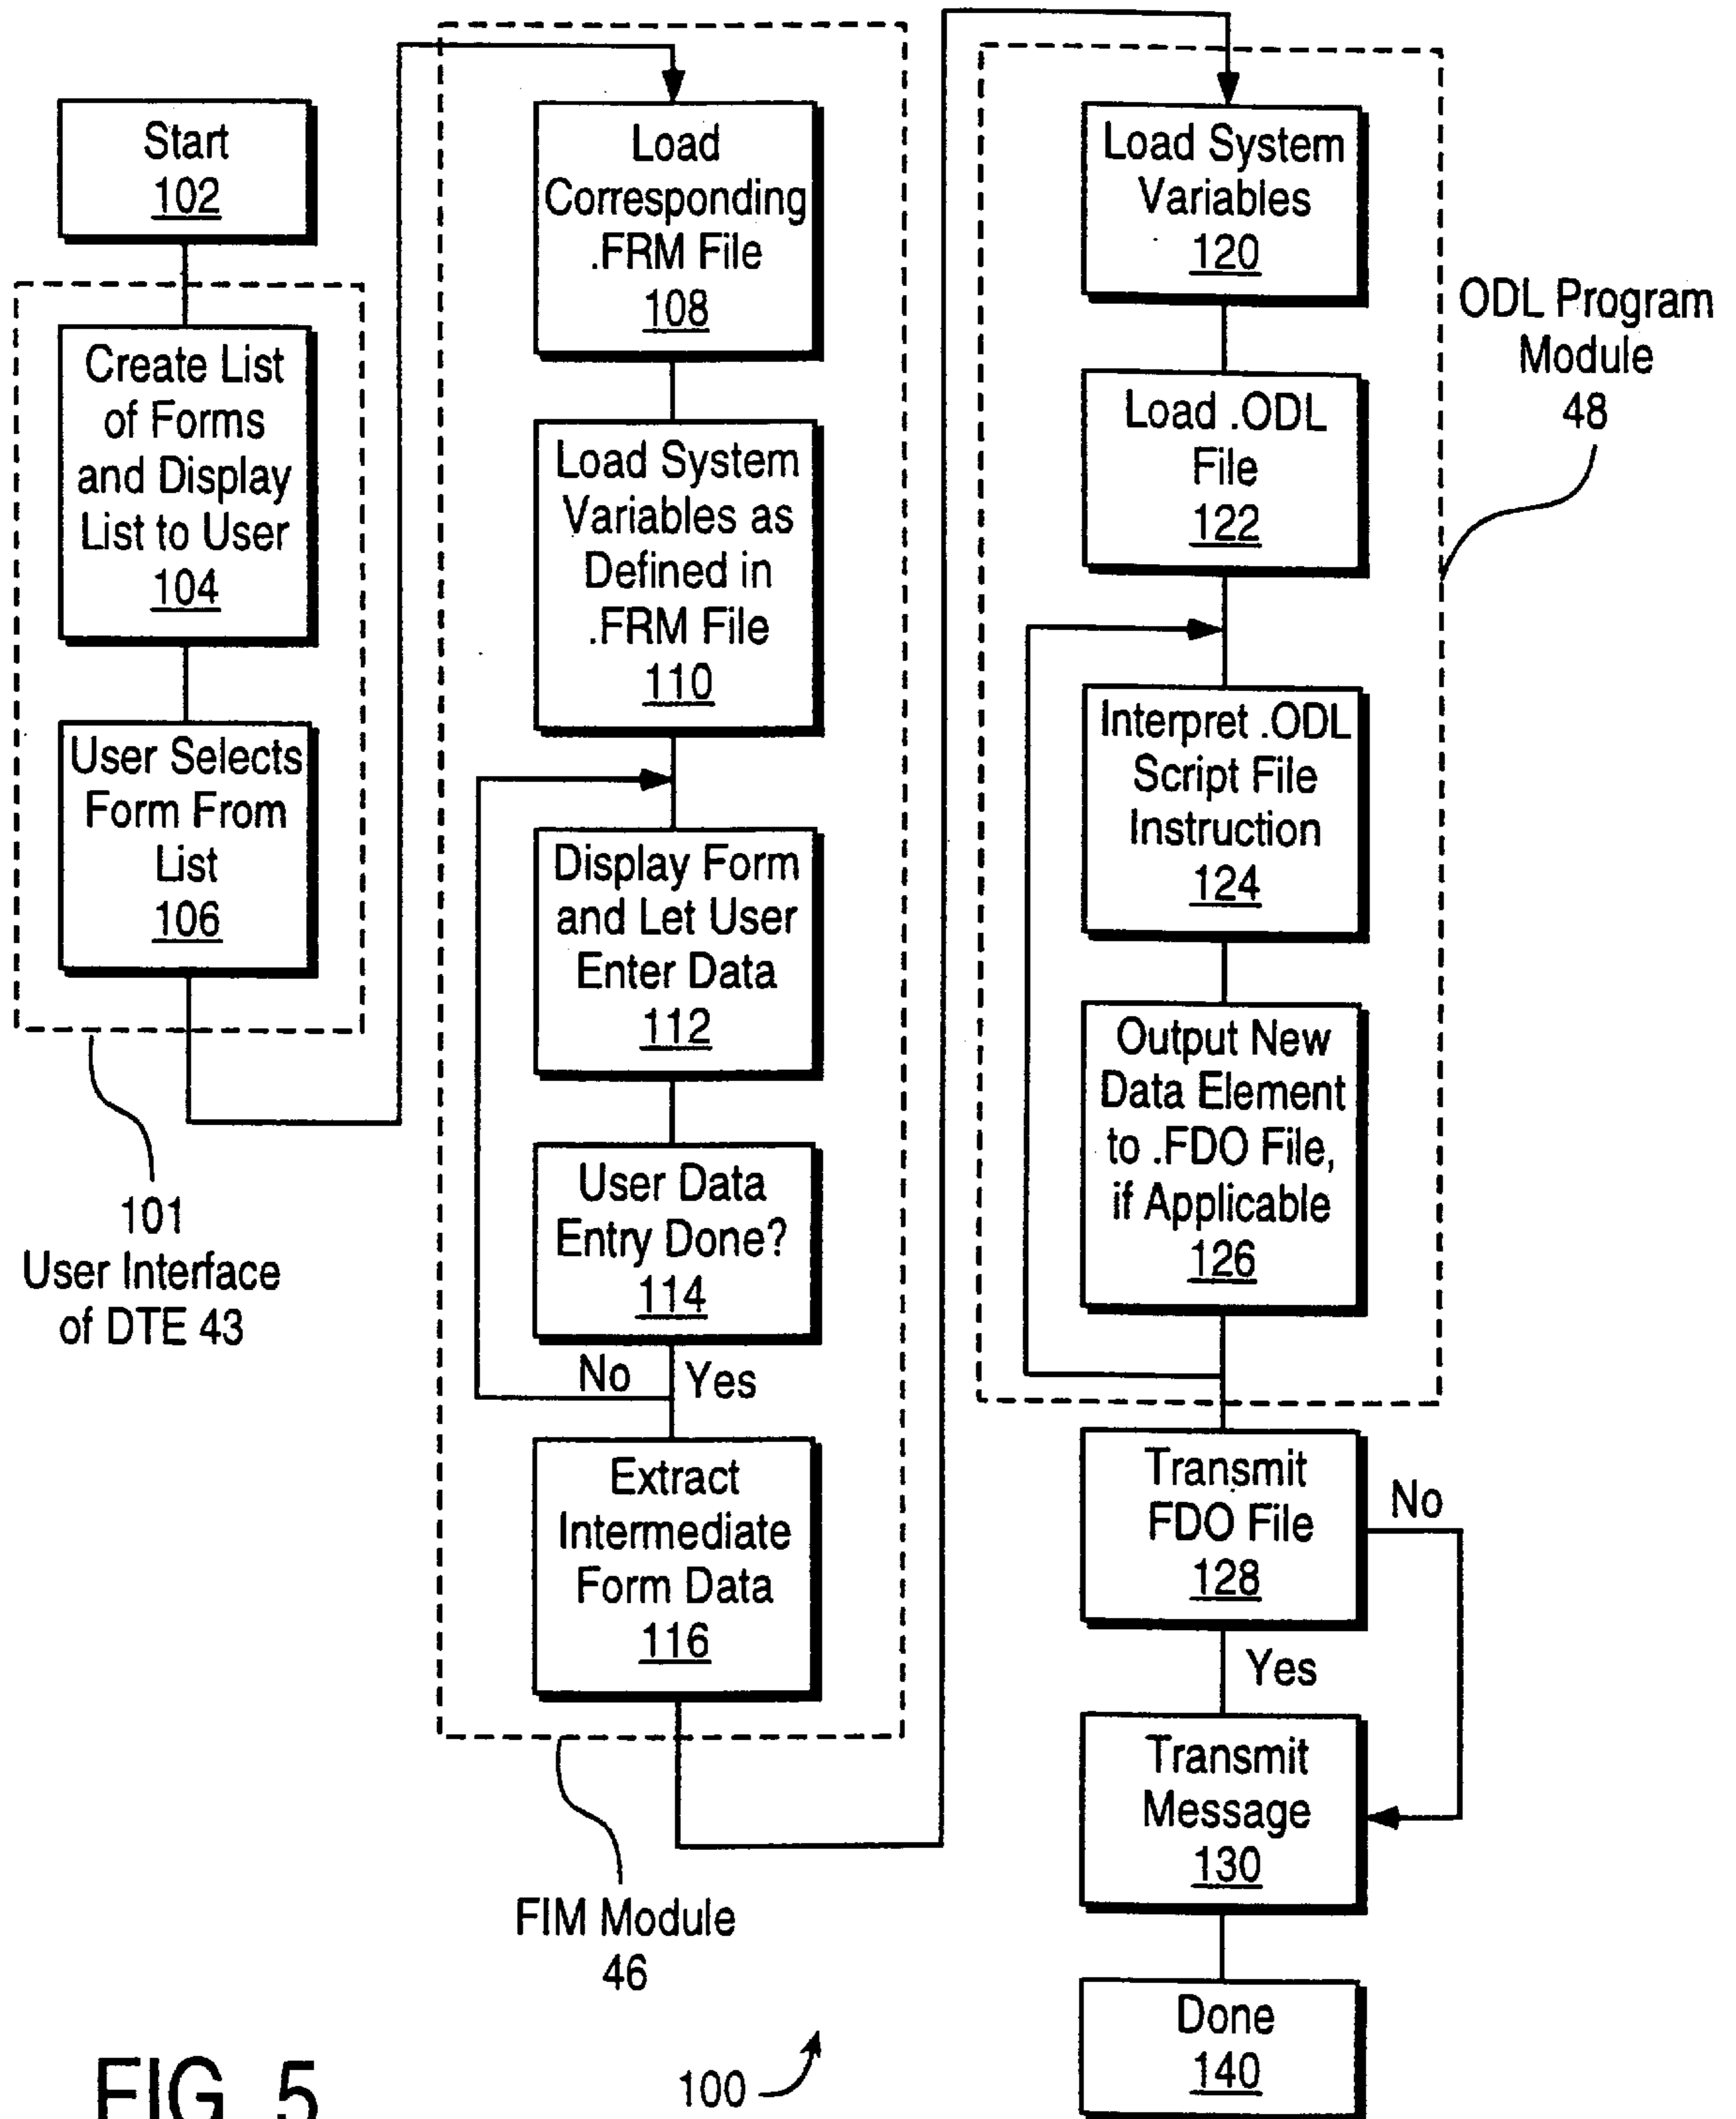 Start
102
Create List
of Forms
and Display
List to User
104
User Selects
Form From
List
106
101
User Interface
of DTE 43
Load
Corresponding
.FRM File
108
Load System
Variables as
Defined in
.FRM File
110
Display Form
and Let User
Enter Data
112
User Data
Entry Done?
114
No
Yes
Extract
Intermediate
Form Data
116
FIM Module
46
Load System
Variables
120
Load .ODL
File
122
Interpret .ODL
Script File
Instruction
124
Output New
Data Element
to .FDO File,
if Applicable
126
ODL Program
Module
48
Transmit
FDO File
128
No
Yes
Transmit
Message
130
Done
140
100
FIG. 5